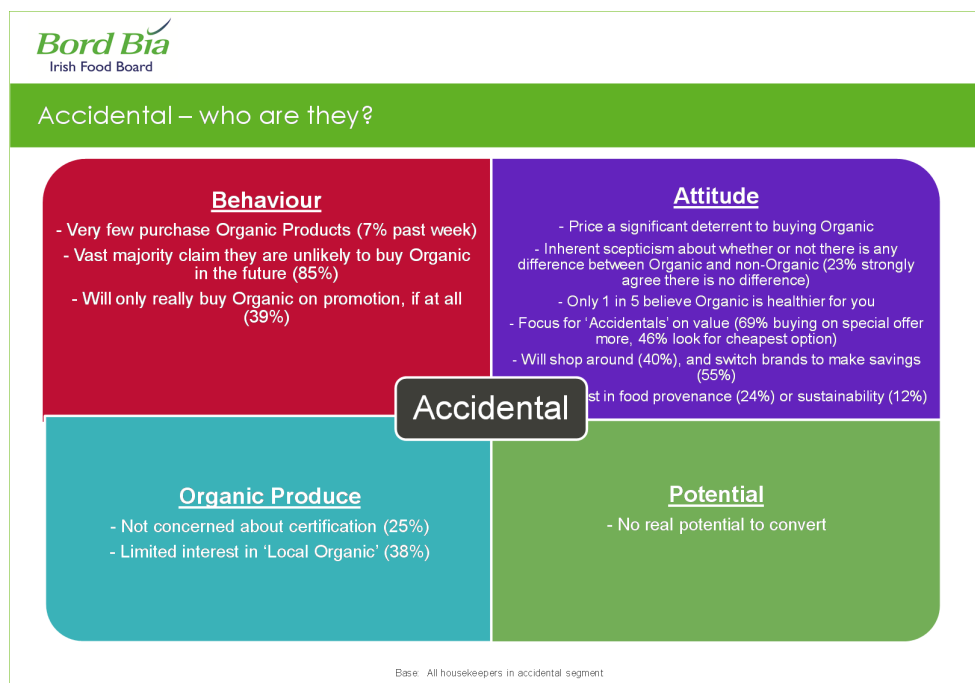 Bord Bia
Irish Food Board
Accidental – who are they?
Behaviour
- Very few purchase Organic Products (7% past week)
- Vast majority claim they are unlikely to buy Organic
in the future (85%)
- Will only really buy Organic on promotion, if at all
(39%)
Attitude
- Price a significant deterrent to buying Organic
- Inherent scepticism about whether or not there is any
difference between Organic and non-Organic (23% strongly
agree there is no difference)
- Only 1 in 5 believe Organic is healthier for you
- Focus for ‘Accidentals’ on value (69% buying on special offer
more, 46% look for cheapest option)
- Will shop around (40%), and switch brands to make savings
(55%)
in food provenance (24%) or sustainability (12%)
Accidental
Organic Produce
- Not concerned about certification (25%)
- Limited interest in ‘Local Organic’ (38%)
Potential
- No real potential to convert
Base: All housekeepers in accidental segment